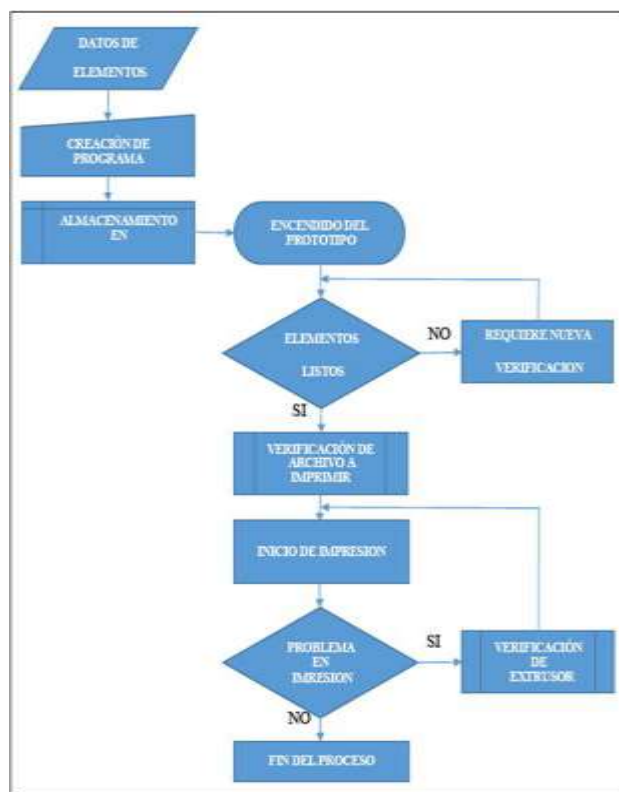 DATOS DE
ELEMENTOS
CREACIÓN DE
PROGRAMA
ALMACENAMIENTO
EN
ENCENDIDO DEL
PROTOTIPO
ELEMENTOS
LISTOS
NO
REQUIERE NUEVA
VERIFICACION
SI
VERIFICACIÓN DE
ARCHIVO A
IMPRIMIR
INICIO DE IMPRESION
PROBLEMA
EN
IMRESION
SI
VERIFICACIÓN
DE
EXTRUSOR
NO
FIN DEL PROCESO